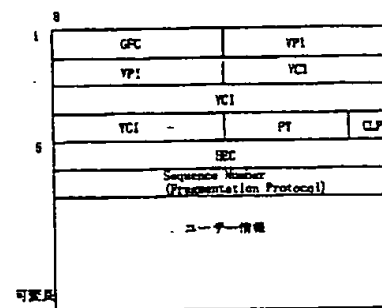 8
1
GFC VPI
VPI VCI
VCI
VCI PT CLP
5
HEC
Sequence Number
(Fragmentation Protocol)
ユーザー情報
可変長